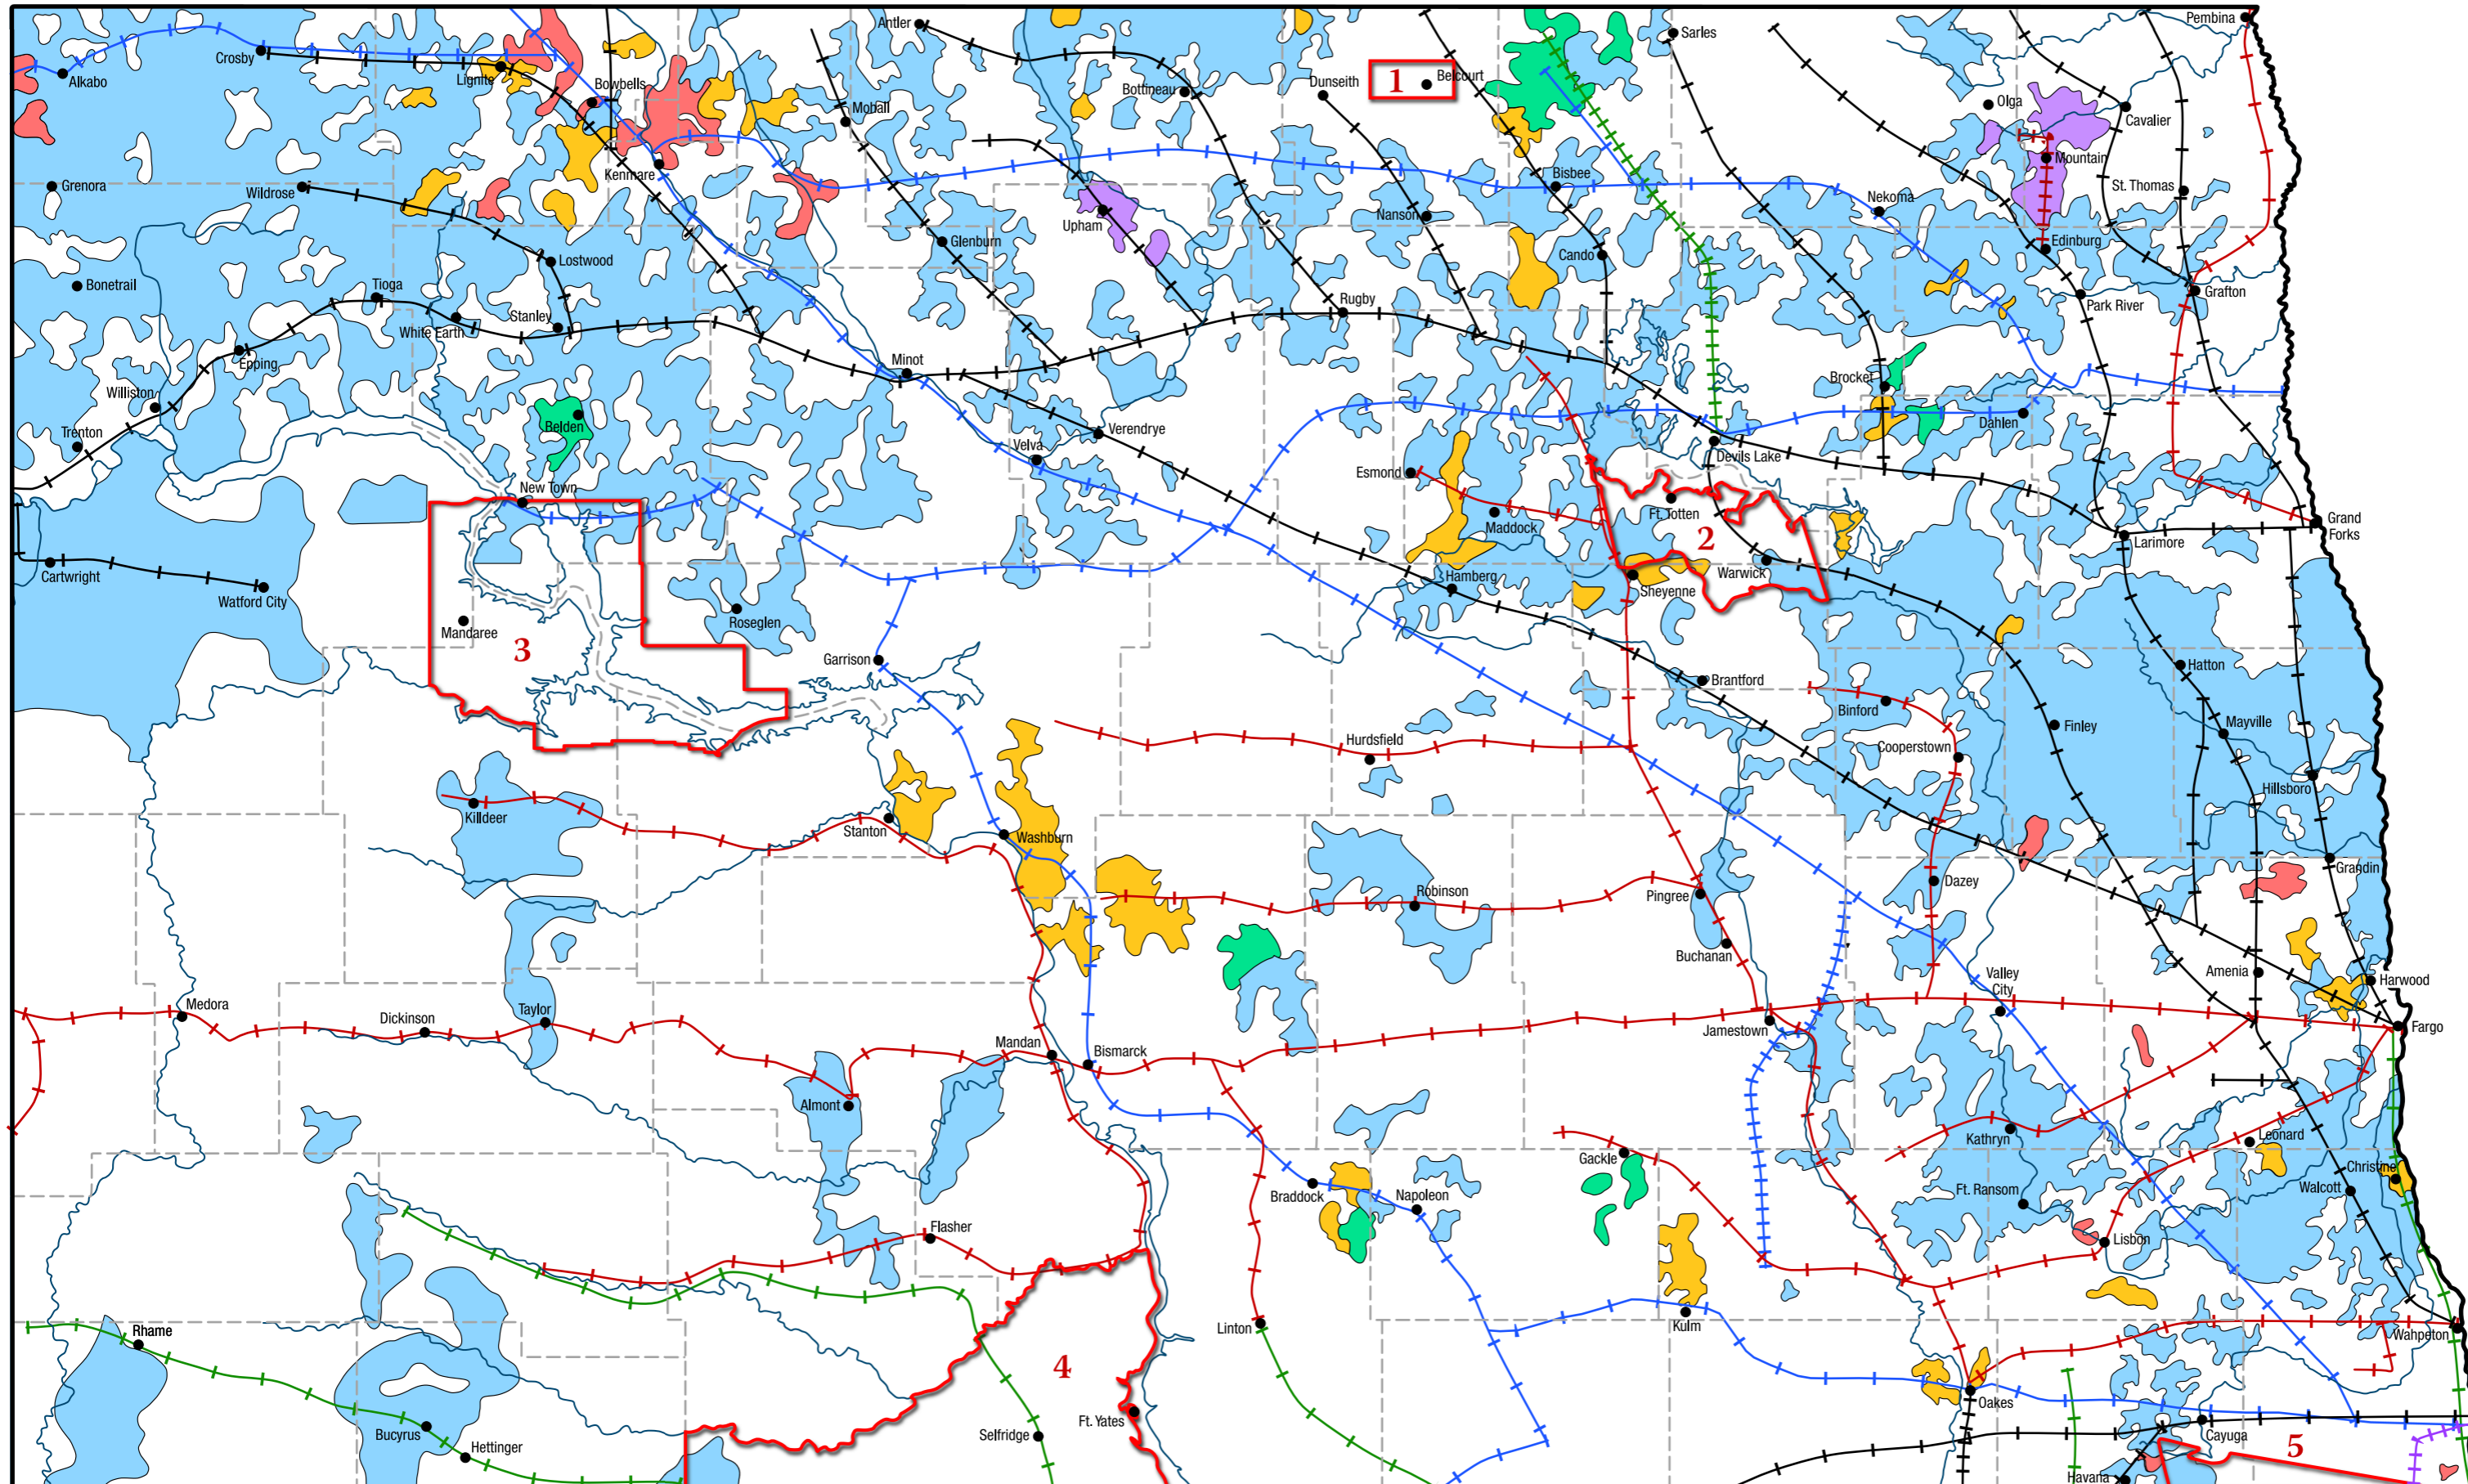 Pembina
Antler
Sarles
Crosby
Alkabo
Lignite
Bowbells
Mohall
Bottineau
Dunseith
1
Belcourt
Olga
Cavalier
Mountain
Grenora
Wildrose
Kenmare
Upham
Glenburn
Nanson
Bisbee
Nekoma
St. Thomas
Edinburg
Cando
Lostwood
Bonetrail
Tioga
White Earth
Stanley
Rugby
Park River
Grafton
Epping
Minot
Williston
Trenton
Belden
Velva
Verendrye
Brocket
Dahlen
Devils Lake
Esmond
New Town
Maddock
Ft. Totten
2
Warwick
Grand
Forks
Larimore
Cartwright
Watford City
Mandaree
3
Roseglen
Hamberg
Sheyenne
Garrison
Brantford
Binford
Hatton
Finley
Mayville
Cooperstown
Hurdsfield
Hillsboro
Killdeer
Stanton
Washburn
Grandin
Robinson
Pingree
Dazey
Buchanan
Valley
City
Amenia
Harwood
Medora
Dickinson
Taylor
Mandan
Bismarck
Jamestown
Fargo
Almont
Kathryn
Leonard
Gackle
Christine
Walcott
Braddock
Napoleon
Ft. Ransom
Flasher
Lisbon
Rhame
Linton
Kulm
Wahpeton
4
Oakes
Ft. Yates
Selfridge
Bucyrus
Hettinger
Cayuga
5
Havana